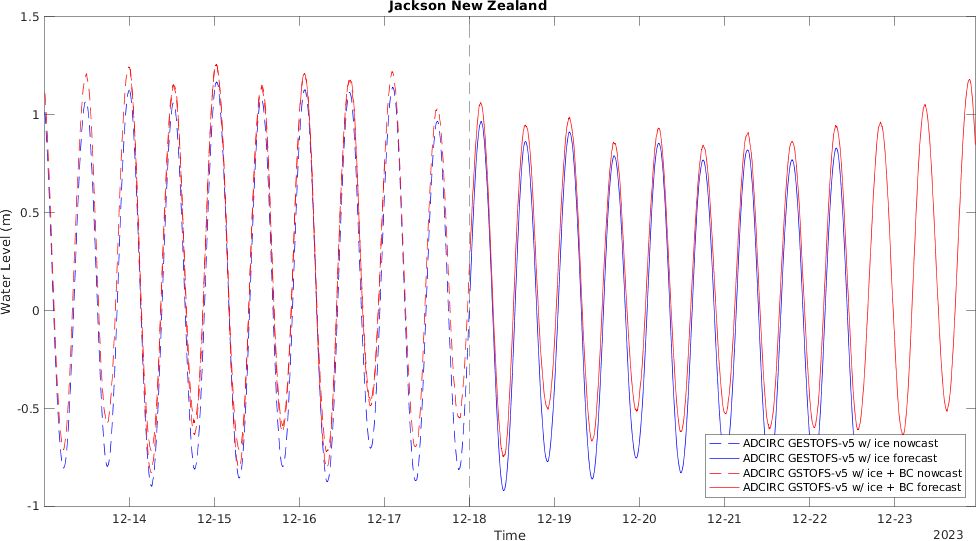 Jackson New Zealand
1.5
1
0.5
0
-0.5
-1
Water Level (m)
12-14
12-15
12-16
12-17
12-18
12-19
12-20
12-21
12-22
12-23
Time
2023
ADCIRC GESTOFS-v5 w/ ice nowcast
ADCIRC GESTOFS-v5 w/ ice forecast
ADCIRC GSTOFS-v5 w/ ice + BC nowcast
ADCIRC GSTOFS-v5 w/ ice + BC forecast